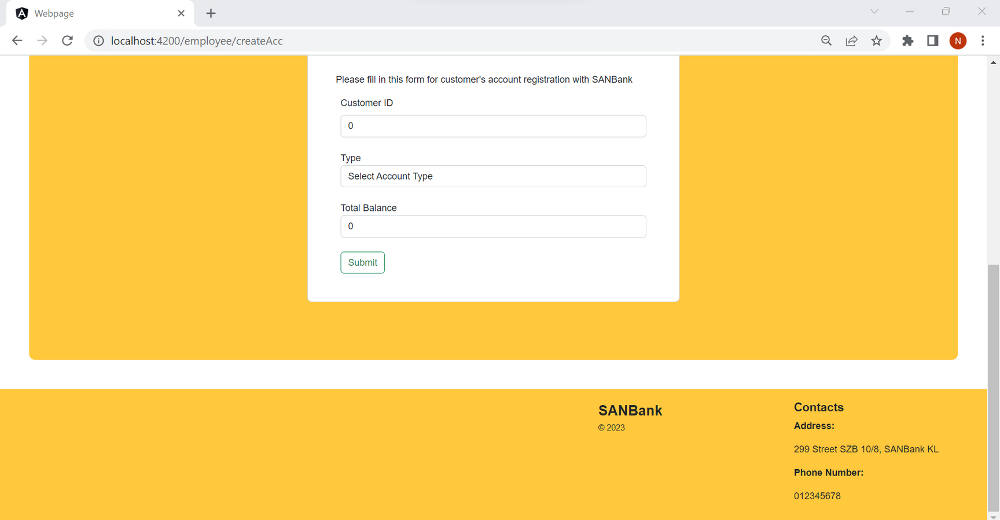 Webpage
localhost:4200/employee/createAcc
N
Please fill in this form for customer's account registration with SANBank
Customer ID
0
Type
Select Account Type
Total Balance
0
Submit
SANBank
© 2023
Contacts
Address:
299 Street SZB 10/8, SANBank KL
Phone Number:
012345678